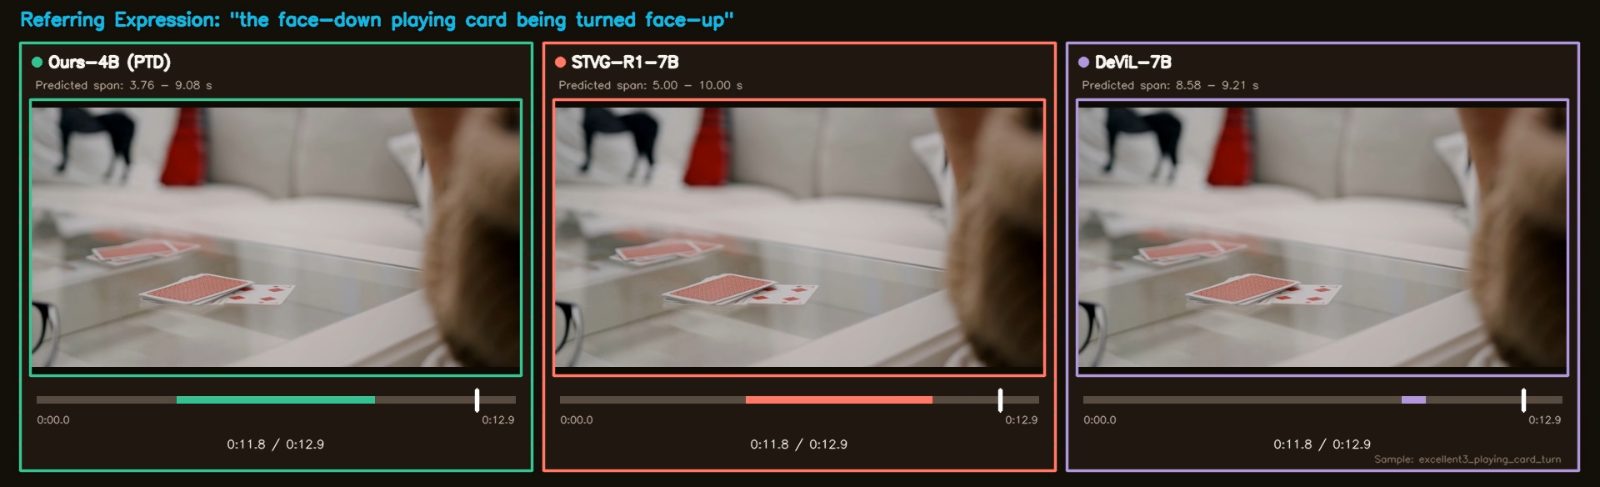 Referring Expression: "the face-down playing card being turned face-up"
Ours-4B (PTD)
Predicted span: 3.76 - 9.08 s
0:00.0
0:12.9
0:11.8 / 0:12.9
STVG-R1-7B
Predicted span: 5.00 - 10.00 s
0:00.0
0:12.9
0:11.8 / 0:12.9
DeViL-7B
Predicted span: 8.58 - 9.21 s
0:00.0
0:12.9
0:11.8 / 0:12.9
Sample: excellent3_playing_card_turn